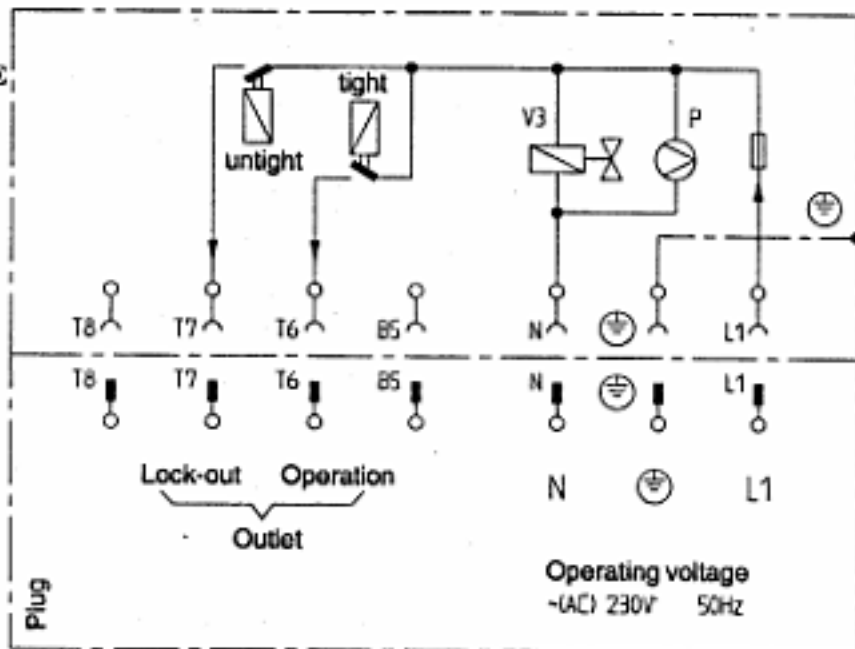 tight
V3 P
untight
T8 T7 T6 B5 N L1
T8 T7 T6 B5 N L1
Lock-out Operation N L1
Outlet
Operating voltage
~(AC) 230V 50Hz
Plug